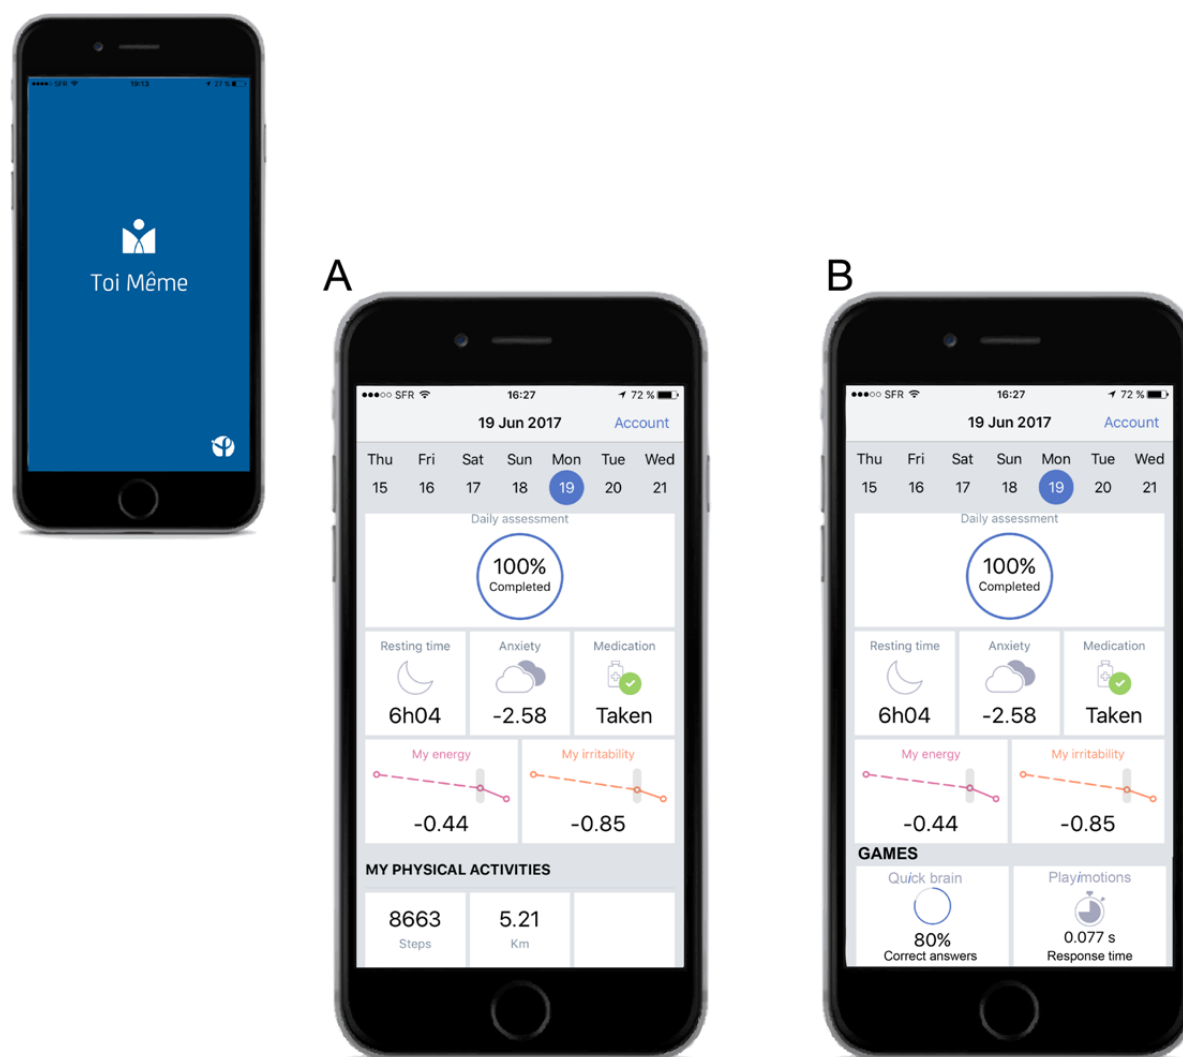 SFR 19:13 27 %
Toi Même
A
SFR 16:27 72 %
19 Jun 2017 Account
Thu Fri Sat Sun Mon Tue Wed
15 16 17 18 19 20 21
Daily assessment
100%
Completed
Resting time Anxiety Medication
6h04 -2.58 Taken
My energy My irritability
-0.44 -0.85
MY PHYSICAL ACTIVITIES
8663 5.21
Steps Km
B
SFR 16:27 72 %
19 Jun 2017 Account
Thu Fri Sat Sun Mon Tue Wed
15 16 17 18 19 20 21
Daily assessment
100%
Completed
Resting time Anxiety Medication
6h04 -2.58 Taken
My energy My irritability
-0.44 -0.85
GAMES
Quick brain Playimotions
80% 0.077 s
Correct answers Response time